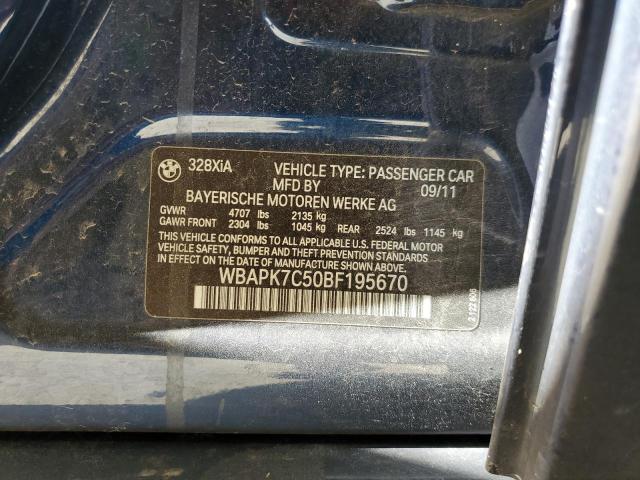 BMW
328XiA
VEHICLE TYPE: PASSENGER CAR
MFD BY 09/11
BAYERISCHE MOTOREN WERKE AG
GVWR 4707 lbs 2135 kg
GAWR FRONT 2304 lbs 1045 kg REAR 2524 lbs 1145 kg
THIS VEHICLE CONFORMS TO ALL APPLICABLE U.S. FEDERAL MOTOR
VEHICLE SAFETY, BUMPER AND THEFT PREVENTION STANDARDS
IN EFFECT ON THE DATE OF MANUFACTURE SHOWN ABOVE.
WBAPK7C50BF195670